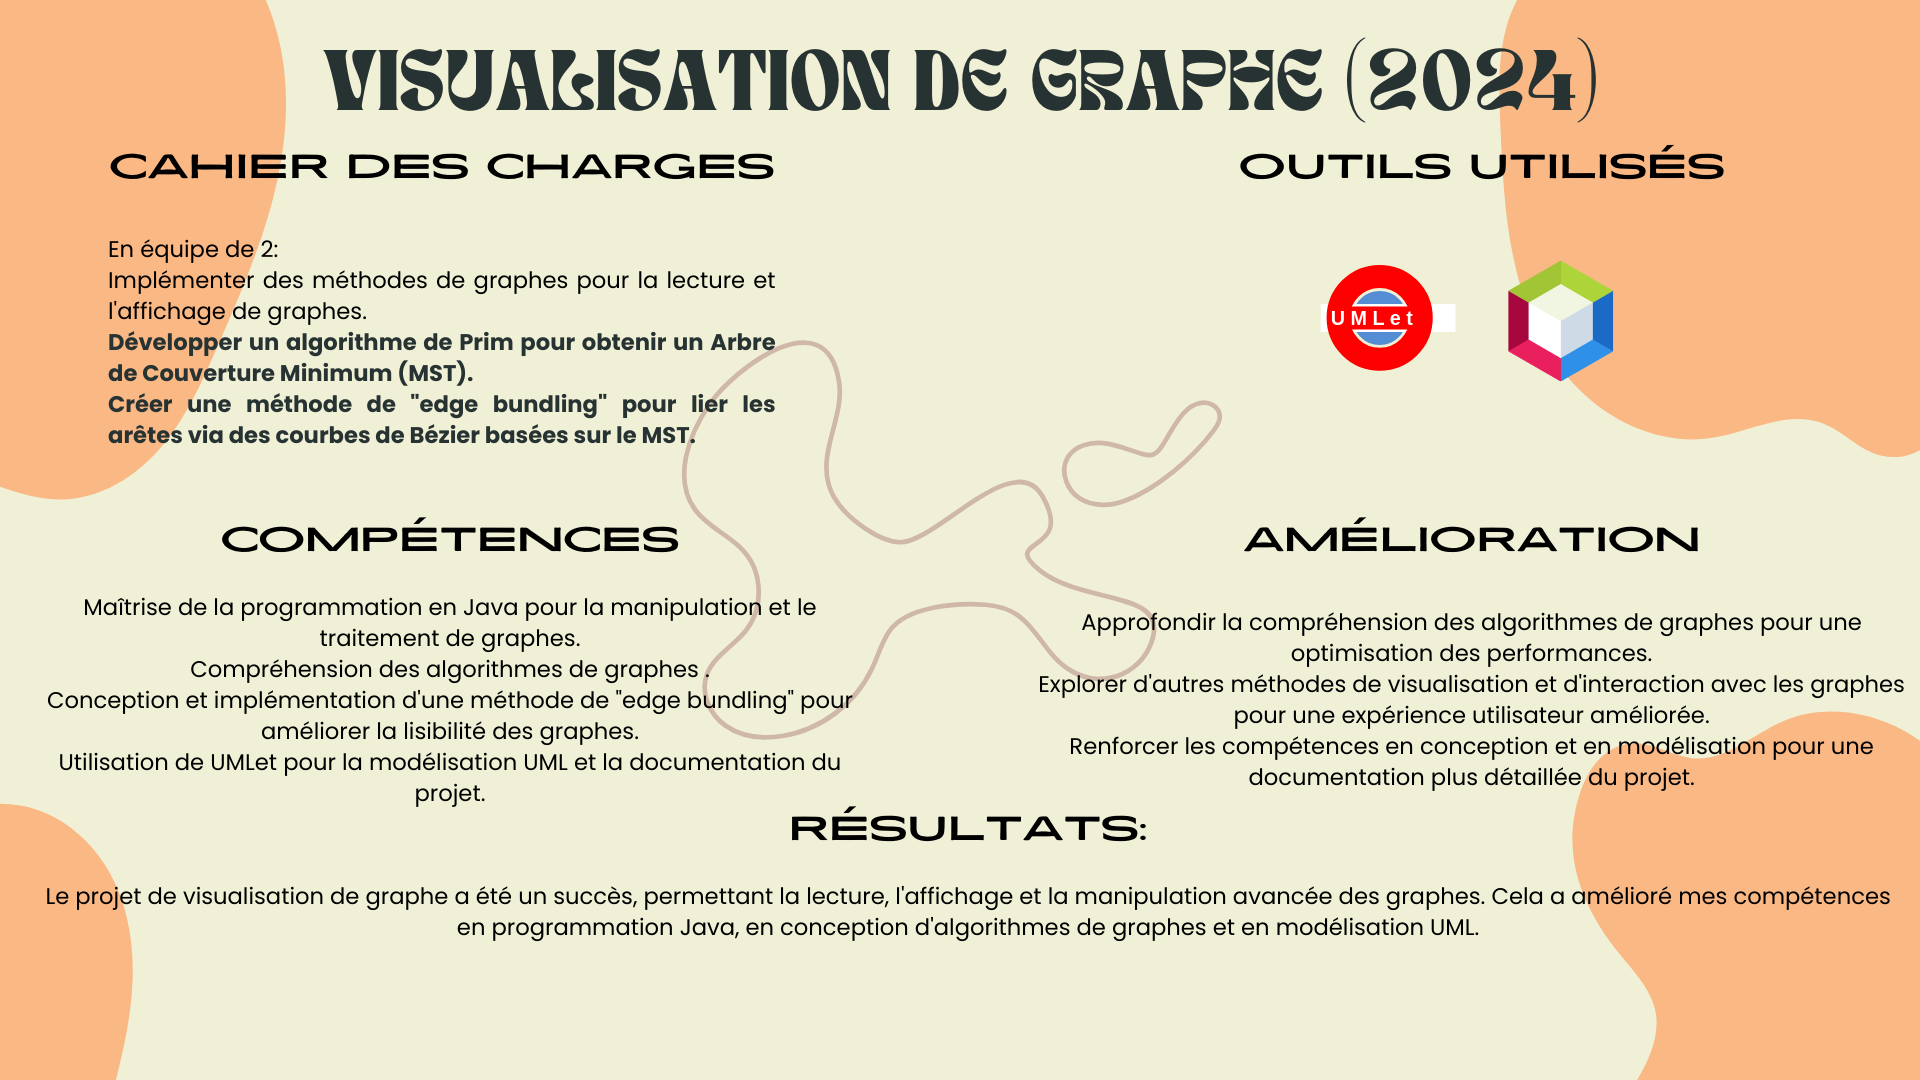 VISUALISATION DE GRAPHE (2024)
CAHIER DES CHARGES
En équipe de 2:
Implémenter des méthodes de graphes pour la lecture et
l'affichage de graphes.
Développer un algorithme de Prim pour obtenir un Arbre
de Couverture Minimum (MST).
Créer une méthode de "edge bundling" pour lier les
arêtes via des courbes de Bézier basées sur le MST.
OUTILS UTILISÉS
UMLet
COMPÉTENCES
Maîtrise de la programmation en Java pour la manipulation et le
traitement de graphes.
Compréhension des algorithmes de graphes .
Conception et implémentation d'une méthode de "edge bundling" pour
améliorer la lisibilité des graphes.
Utilisation de UMLet pour la modélisation UML et la documentation du
projet.
AMÉLIORATION
Approfondir la compréhension des algorithmes de graphes pour une
optimisation des performances.
Explorer d'autres méthodes de visualisation et d'interaction avec les graphes
pour une expérience utilisateur améliorée.
Renforcer les compétences en conception et en modélisation pour une
documentation plus détaillée du projet.
RÉSULTATS:
Le projet de visualisation de graphe a été un succès, permettant la lecture, l'affichage et la manipulation avancée des graphes. Cela a amélioré mes compétences
en programmation Java, en conception d'algorithmes de graphes et en modélisation UML.